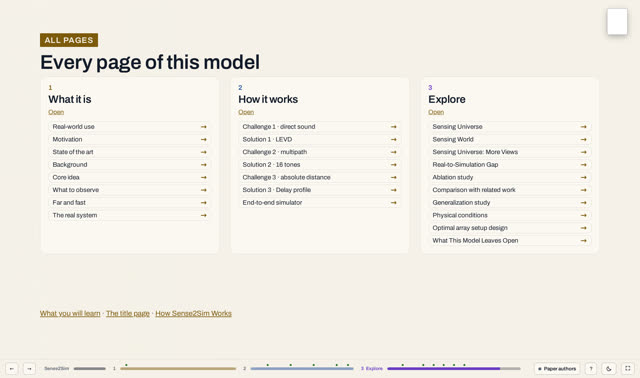 ALL PAGES
Every page of this model
1
What it is
Open
Real-world use →
Motivation →
State of the art →
Background →
Core idea →
What to observe →
Far and fast →
The real system →
2
How it works
Open
Challenge 1 · direct sound →
Solution 1 · LEVD →
Challenge 2 · multipath →
Solution 2 · 16 tones →
Challenge 3 · absolute distance →
Solution 3 · Delay profile →
End-to-end simulator →
3
Explore
Open
Sensing Universe →
Sensing World →
Sensing Universe: More Views →
Real-to-Simulation Gap →
Ablation study →
Comparison with related work →
Generalization study →
Physical conditions →
Optimal array setup design →
What This Model Leaves Open →
What you will learn · The title page · How Sense2Sim Works
← → Sense2Sim 1 2 3 Explore Paper authors ?